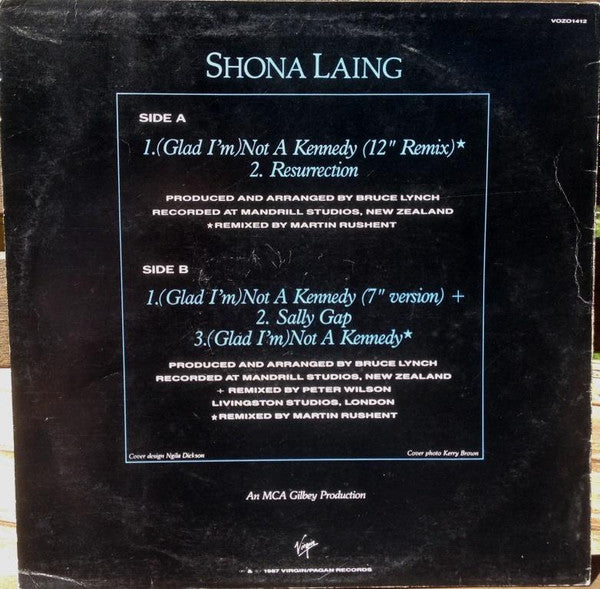 VOZD1412
SHONA LAING
SIDE A
1.(Glad I'm)Not A Kennedy (12" Remix)★
2. Resurrection
PRODUCED AND ARRANGED BY BRUCE LYNCH
RECORDED AT MANDRILL STUDIOS, NEW ZEALAND
★REMIXED BY MARTIN RUSHENT
SIDE B
1.(Glad I'm)Not A Kennedy (7" version) +
2. Sally Gap
3.(Glad I'm)Not A Kennedy★
PRODUCED AND ARRANGED BY BRUCE LYNCH
RECORDED AT MANDRILL STUDIOS, NEW ZEALAND
+ REMIXED BY PETER WILSON
LIVINGSTON STUDIOS, LONDON
★REMIXED BY MARTIN RUSHENT
Cover design Ngila Dickson
Cover photo Kerry Brown
An MCA Gilbey Production
Virgin
℗ & © 1987 VIRGIN/PAGAN RECORDS